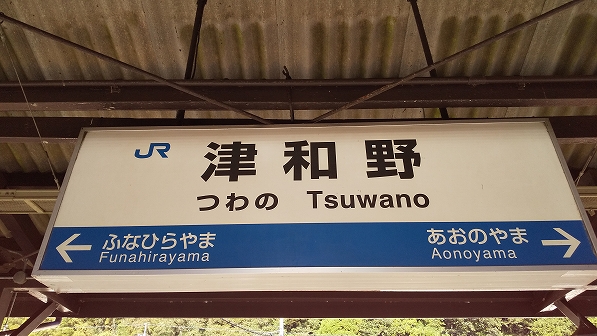 JR 津和野
つわの Tsuwano
ふなひらやま あおのやま
Funahirayama Aonoyama